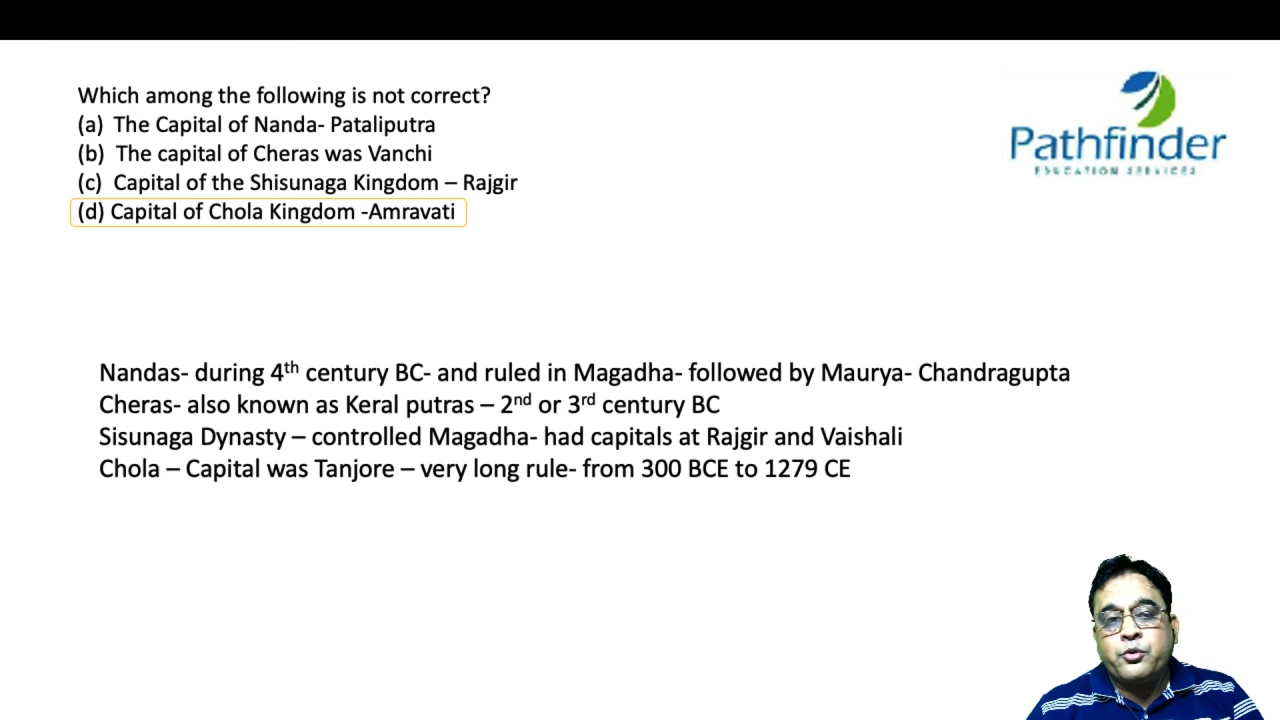 Which among the following is not correct?
(a) The Capital of Nanda- Pataliputra
(b) The capital of Cheras was Vanchi
(c) Capital of the Shisunaga Kingdom – Rajgir
(d) Capital of Chola Kingdom -Amravati
Pathfinder
EDUCATION SERVICES
Nandas- during 4th century BC- and ruled in Magadha- followed by Maurya- Chandragupta
Cheras- also known as Keral putras – 2nd or 3rd century BC
Sisunaga Dynasty – controlled Magadha- had capitals at Rajgir and Vaishali
Chola – Capital was Tanjore – very long rule- from 300 BCE to 1279 CE